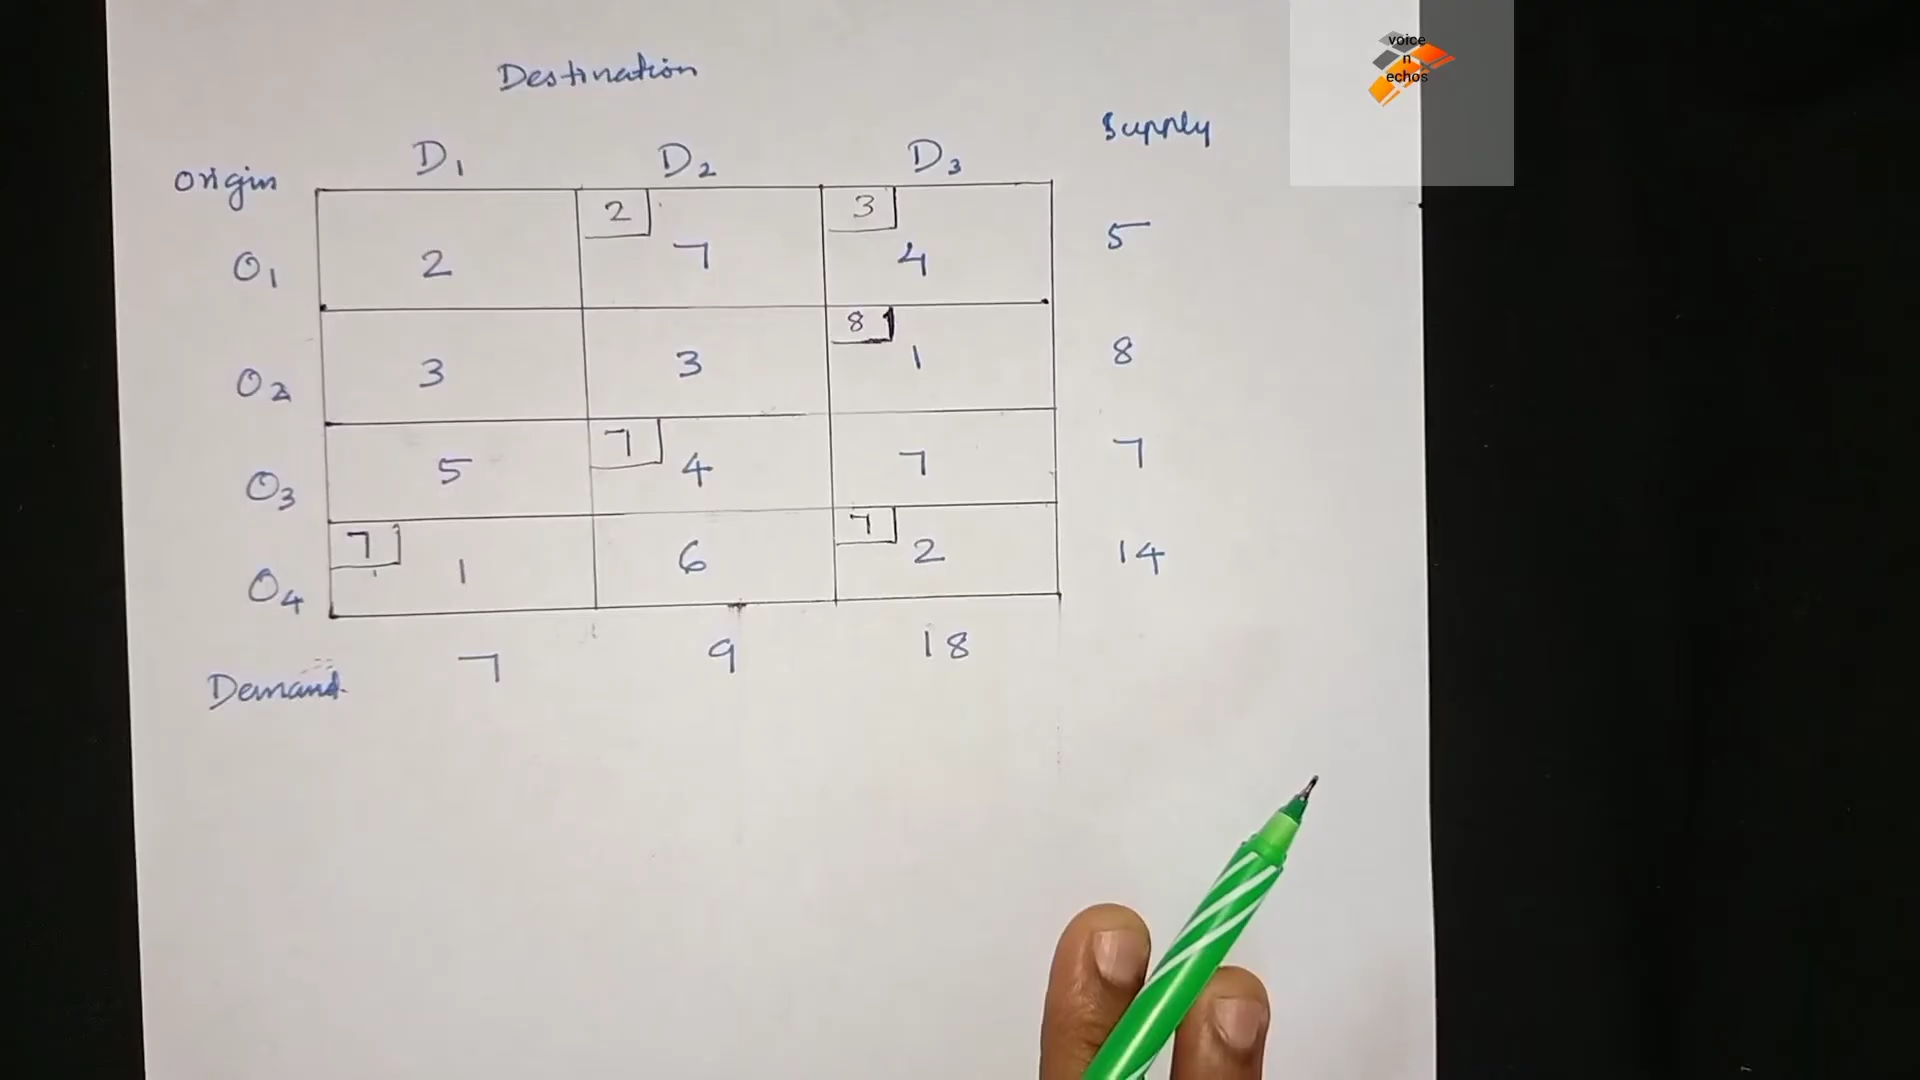 voice
n
echos
Destination
Supply
Origin D1 D2 D3
2 3
O1 2 7 4 5
8
O2 3 3 1 8
7
O3 5 4 7 7
7 7
O4 1 6 2 14
Demand 7 9 18